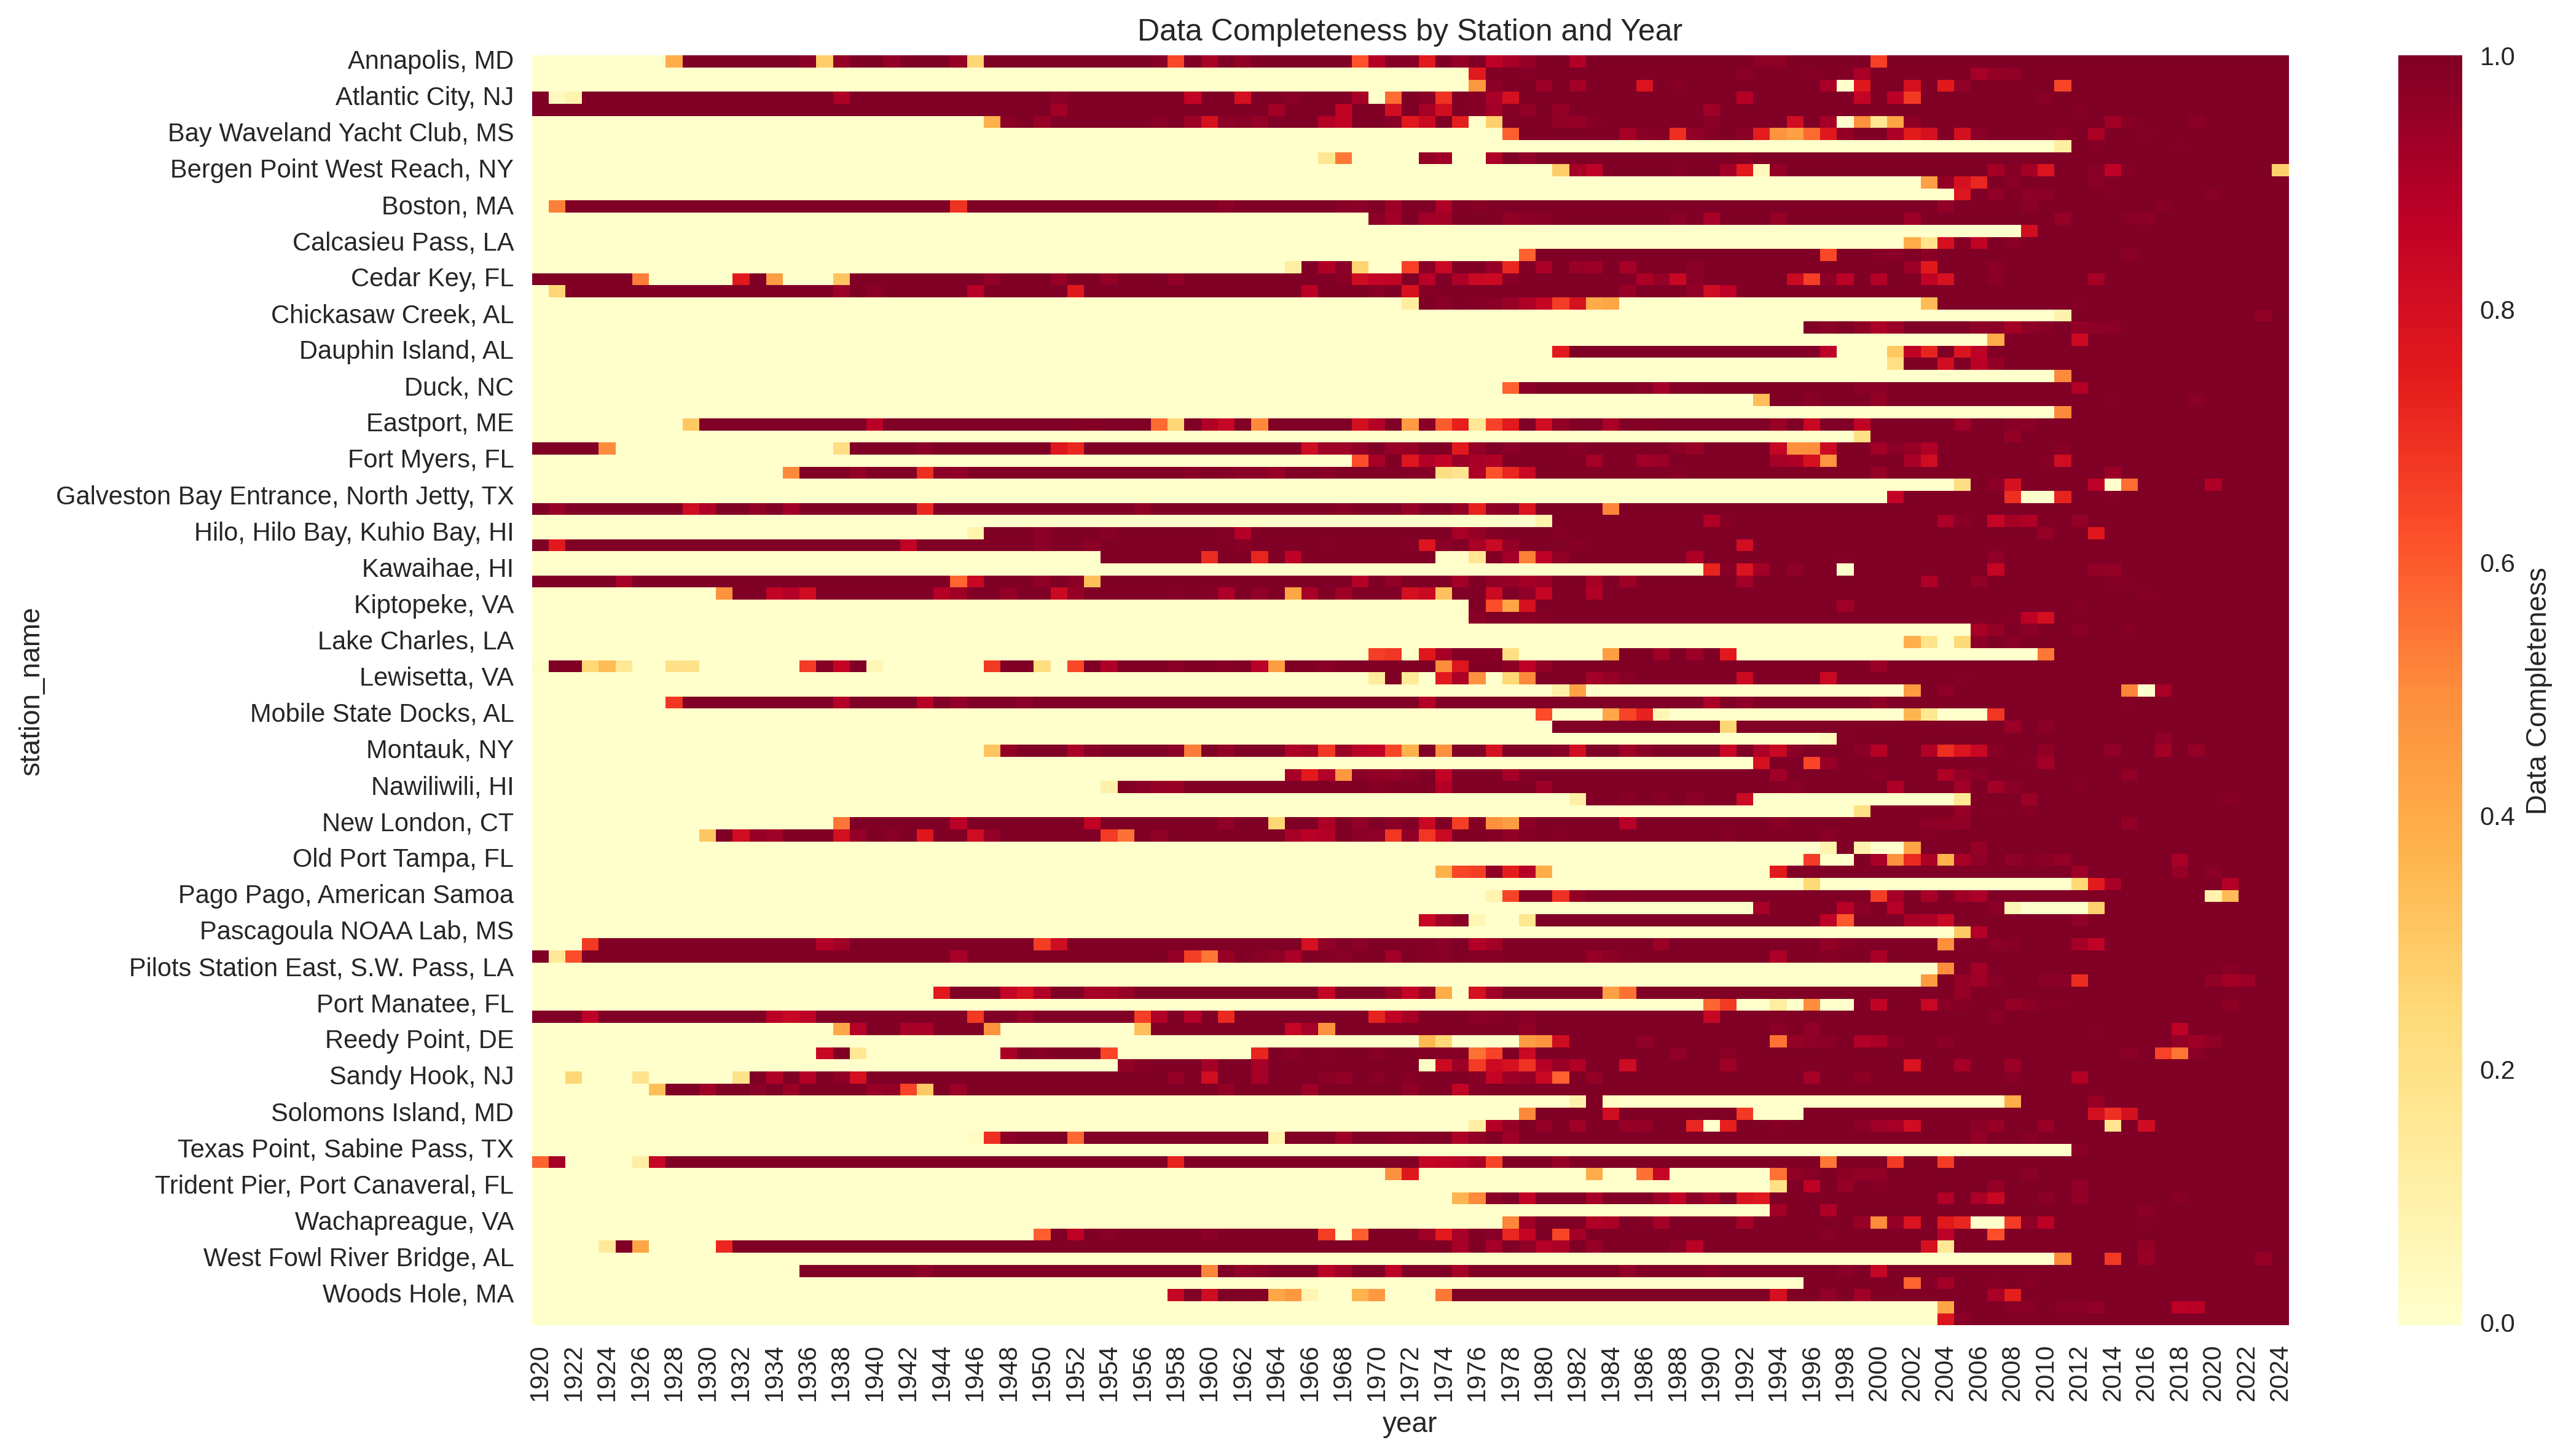 Data Completeness by Station and Year
Annapolis, MD
Atlantic City, NJ
Bay Waveland Yacht Club, MS
Bergen Point West Reach, NY
Boston, MA
Calcasieu Pass, LA
Cedar Key, FL
Chickasaw Creek, AL
Dauphin Island, AL
Duck, NC
Eastport, ME
Fort Myers, FL
Galveston Bay Entrance, North Jetty, TX
Hilo, Hilo Bay, Kuhio Bay, HI
Kawaihae, HI
Kiptopeke, VA
Lake Charles, LA
Lewisetta, VA
Mobile State Docks, AL
Montauk, NY
Nawiliwili, HI
New London, CT
Old Port Tampa, FL
Pago Pago, American Samoa
Pascagoula NOAA Lab, MS
Pilots Station East, S.W. Pass, LA
Port Manatee, FL
Reedy Point, DE
Sandy Hook, NJ
Solomons Island, MD
Texas Point, Sabine Pass, TX
Trident Pier, Port Canaveral, FL
Wachapreague, VA
West Fowl River Bridge, AL
Woods Hole, MA
station_name
1920 1922 1924 1926 1928 1930 1932 1934 1936 1938 1940 1942 1944 1946 1948 1950 1952 1954 1956 1958 1960 1962 1964 1966 1968 1970 1972 1974 1976 1978 1980 1982 1984 1986 1988 1990 1992 1994 1996 1998 2000 2002 2004 2006 2008 2010 2012 2014 2016 2018 2020 2022 2024
year
1.0
0.8
0.6
0.4
0.2
0.0
Data Completeness